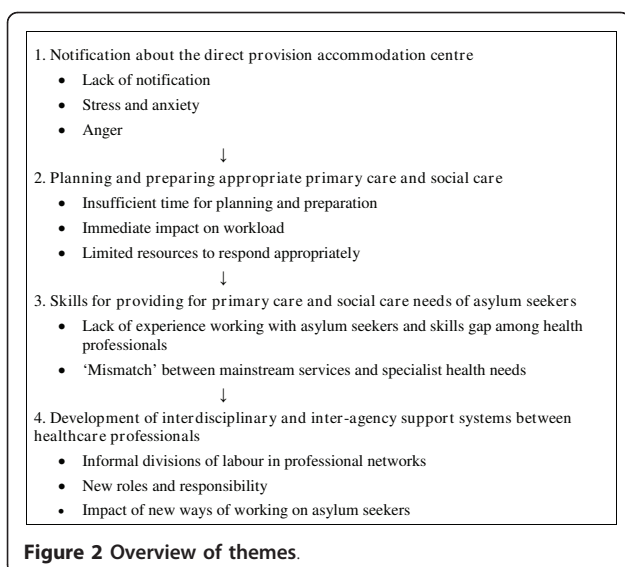 1. Notification about the direct provision accommodation centre
• Lack of notification
• Stress and anxiety
• Anger
↓
2. Planning and preparing appropriate primary care and social care
• Insufficient time for planning and preparation
• Immediate impact on workload
• Limited resources to respond appropriately
↓
3. Skills for providing for primary care and social care needs of asylum seekers
• Lack of experience working with asylum seekers and skills gap among health
professionals
• ‘Mismatch’ between mainstream services and specialist health needs
↓
4. Development of interdisciplinary and inter-agency support systems between
healthcare professionals
• Informal divisions of labour in professional networks
• New roles and responsibility
• Impact of new ways of working on asylum seekers
Figure 2 Overview of themes.